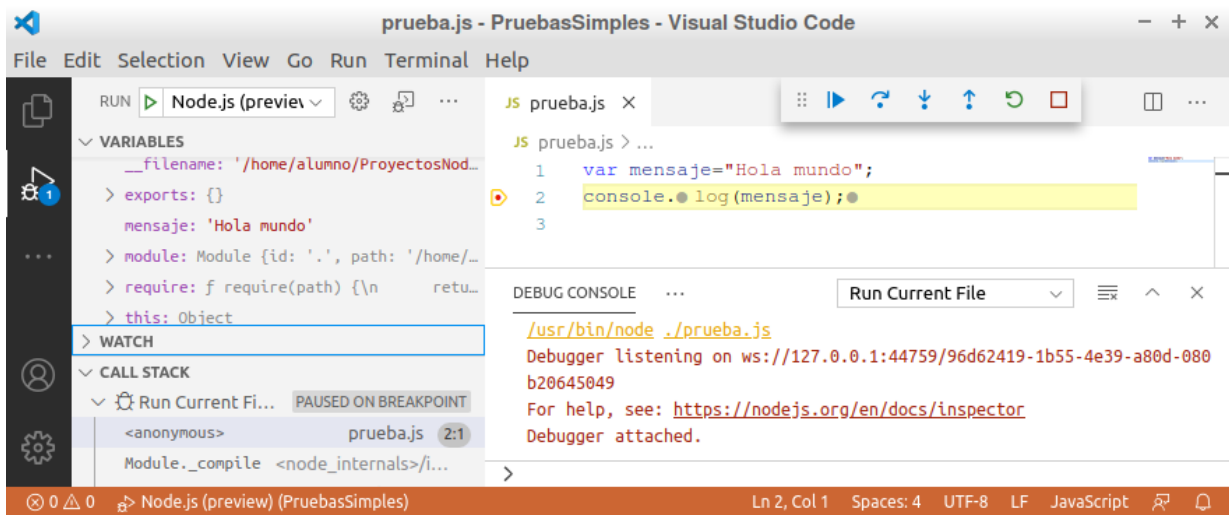 prueba.js - PruebasSimples - Visual Studio Code
File Edit Selection View Go Run Terminal Help
RUN Node.js (previev
VARIABLES
__filename: '/home/alumno/ProyectosNod…
exports: {}
mensaje: 'Hola mundo'
module: Module {id: '.', path: '/home/…
require: ƒ require(path) {\n retu…
this: Object
WATCH
CALL STACK
Run Current Fi… PAUSED ON BREAKPOINT
<anonymous> prueba.js 2:1
Module._compile <node_internals>/i…
1
JS prueba.js
JS prueba.js > ...
1 var mensaje="Hola mundo";
2 console.log(mensaje);
3
DEBUG CONSOLE ... Run Current File
/usr/bin/node ./prueba.js
Debugger listening on ws://127.0.0.1:44759/96d62419-1b55-4e39-a80d-080
b20645049
For help, see: https://nodejs.org/en/docs/inspector
Debugger attached.
>
0 0 Node.js (preview) (PruebasSimples) Ln 2, Col 1 Spaces: 4 UTF-8 LF JavaScript